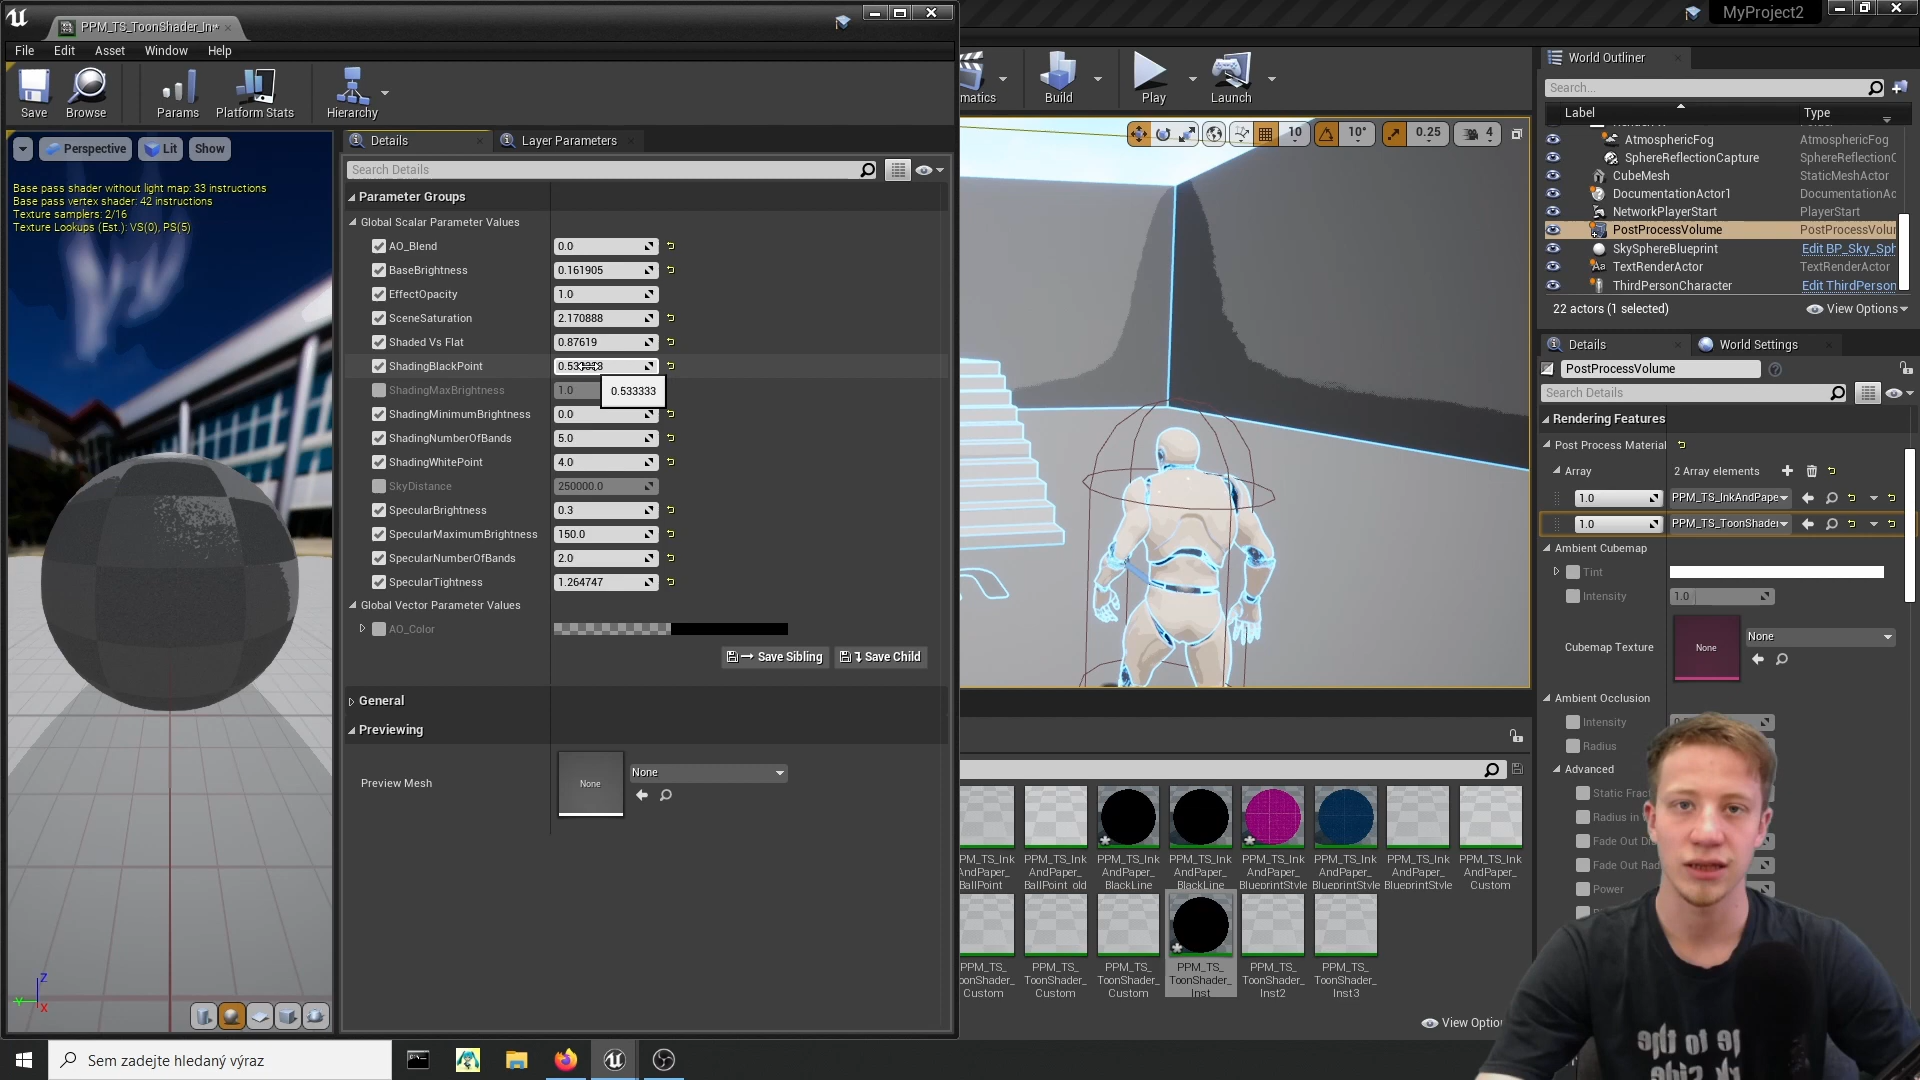 PPM_TS_ToonShader_Ins*
MyProject2
File Edit Asset Window Help
Save Browse Params Platform Stats Hierarchy
matics Build Play Launch
World Outliner
Search...
Label Type
Perspective Lit Show
Base pass shader without light map: 33 instructions
Base pass vertex shader: 42 instructions
Texture samplers: 2/16
Texture Lookups (Est.): VS(0), PS(5)
Details Layer Parameters
Search Details
Parameter Groups
Global Scalar Parameter Values
AO_Blend 0.0
BaseBrightness 0.161905
EffectOpacity 1.0
SceneSaturation 2.170888
Shaded Vs Flat 0.87619
ShadingBlackPoint
ShadingMaxBrightness 1.0
0.533333
ShadingMinimumBrightness 0.0
ShadingNumberOfBands 5.0
ShadingWhitePoint 4.0
SkyDistance 250000.0
SpecularBrightness 0.3
SpecularMaximumBrightness 150.0
SpecularNumberOfBands 2.0
SpecularTightness 1.264747
Global Vector Parameter Values
AO_Color
Save Sibling Save Child
General
Previewing
Preview Mesh None None
Z
Y
X
10 10° 0.25 4
AtmosphericFog AtmosphericFog
SphereReflectionCapture SphereReflectionC
CubeMesh StaticMeshActor
DocumentationActor1 DocumentationAc
NetworkPlayerStart PlayerStart
PostProcessVolume PostProcessVolur
SkySphereBlueprint Edit BP_Sky_Sph
TextRenderActor TextRenderActor
ThirdPersonCharacter Edit ThirdPerson
22 actors (1 selected) View Options
Details World Settings
PostProcessVolume
Search Details
Rendering Features
Post Process Material
Array 2 Array elements
1.0 PPM_TS_InkAndPape
1.0 PPM_TS_ToonShader
Ambient Cubemap
Tint
Intensity 1.0
Cubemap Texture None None
Ambient Occlusion
Intensity
Radius
Advanced
Static Frac
Radius in
Fade Out Di
Fade Out Rad
Power
PM_TS_Ink AndPaper_ BallPoint
PPM_TS_Ink AndPaper_ BallPoint_old
PPM_TS_Ink AndPaper_ BlackLine
PPM_TS_Ink AndPaper_ BlackLine
PPM_TS_Ink AndPaper_ BlueprintStyle
PPM_TS_Ink AndPaper_ BlueprintStyle
PPM_TS_Ink AndPaper_ BlueprintStyle
PPM_TS_Ink AndPaper_ Custom
PPM_TS_ oonShader_ Custom
PPM_TS_ ToonShader_ Custom
PPM_TS_ ToonShader_ Custom
PPM_TS_ ToonShader_ Inst
PPM_TS_ ToonShader_ Inst2
PPM_TS_ ToonShader_ Inst3
View Option
Sem zadejte hledaný výraz